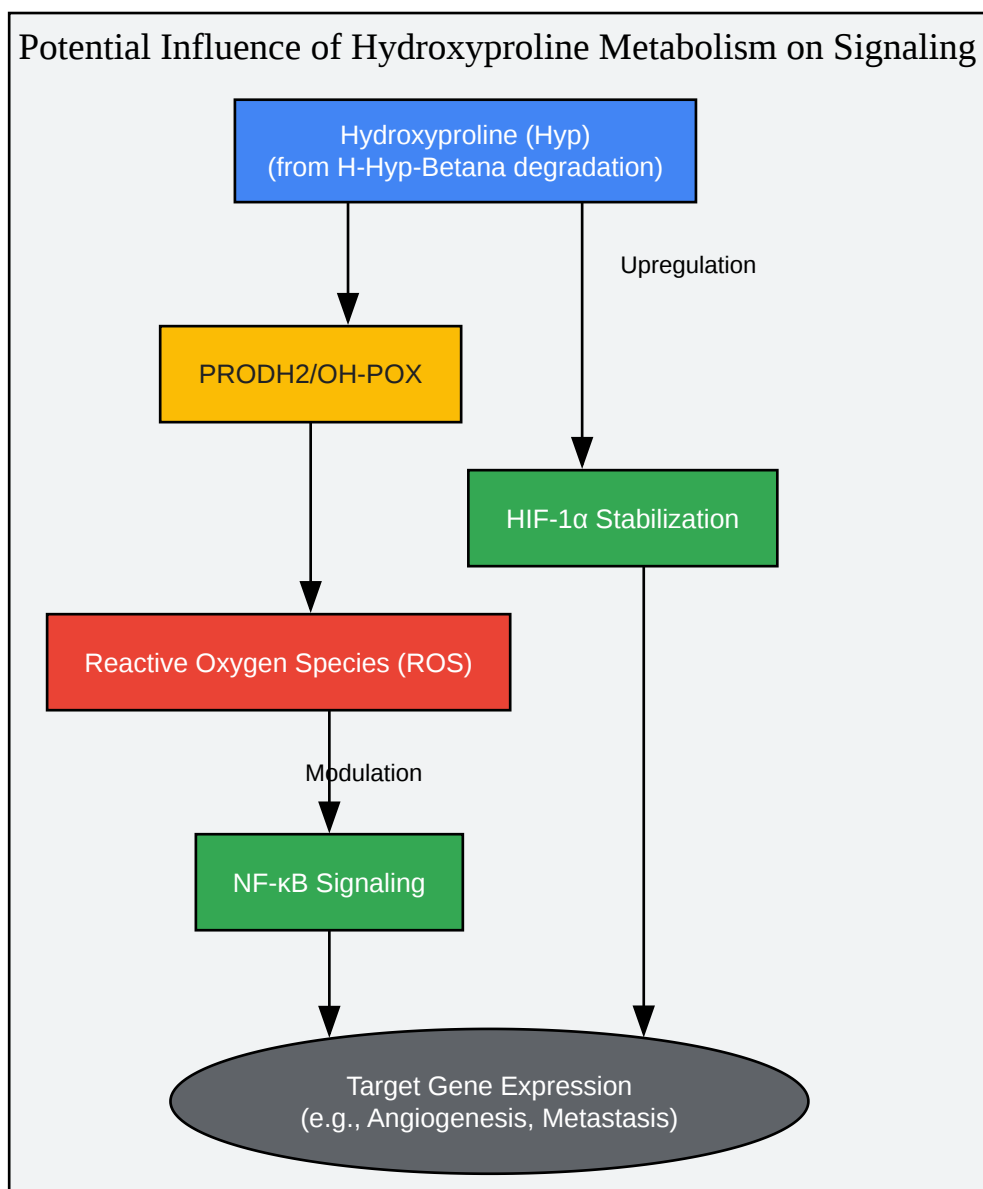 Potential Influence of Hydroxyproline Metabolism on Signaling
Hydroxyproline (Hyp)
(from H-Hyp-Betana degradation)
Upregulation
PRODH2/OH-POX
HIF-1α Stabilization
Reactive Oxygen Species (ROS)
Modulation
NF-κB Signaling
Target Gene Expression
(e.g., Angiogenesis, Metastasis)